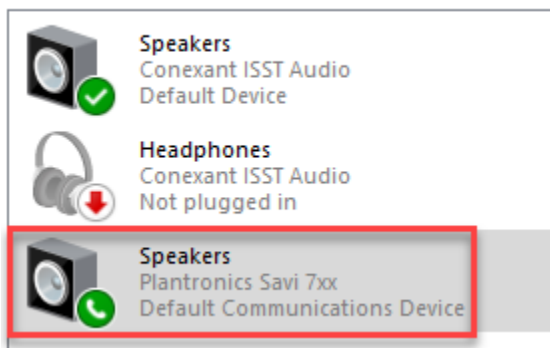 Speakers
Conexant ISST Audio
Default Device
Headphones
Conexant ISST Audio
Not plugged in
Speakers
Plantronics Savi 7xx
Default Communications Device